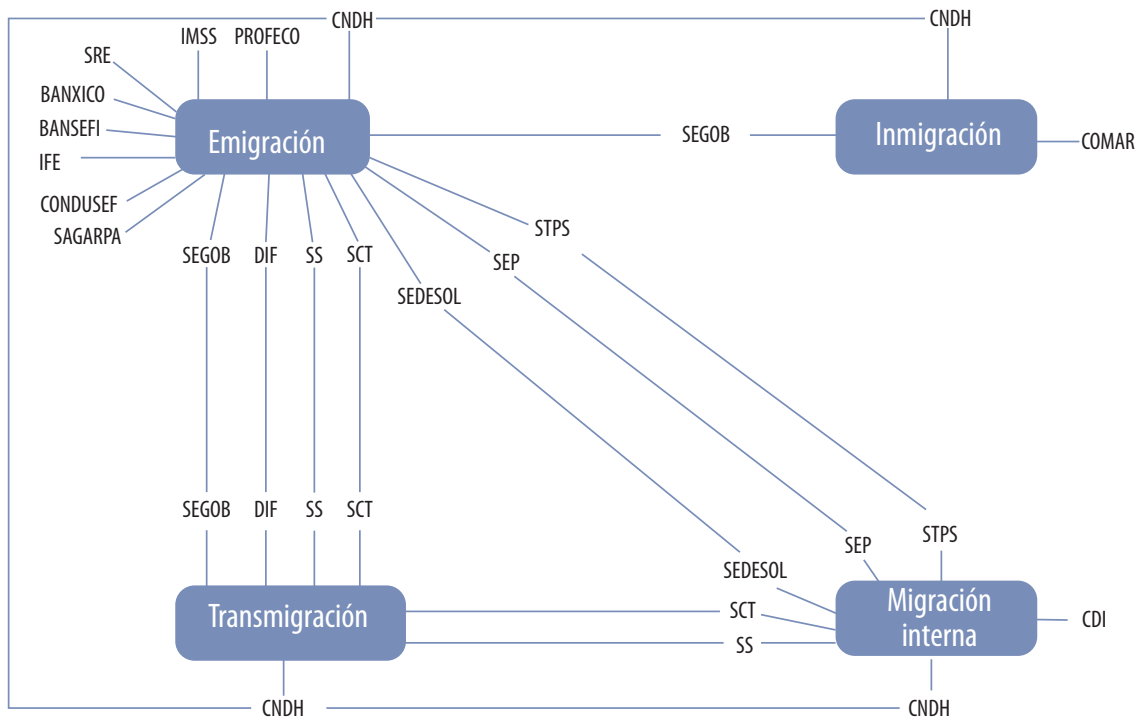 CNDH
CNDH
IMSS
PROFECO
SRE
BANXICO
BANSEFI
IFE
CONDUSEF
SAGARPA
Emigración
SEGOB
Inmigración
COMAR
SEGOB
DIF
SS
SCT
STPS
SEP
SEDESOL
SEGOB
DIF
SS
SCT
STPS
SEP
SEDESOL
Transmigración
SCT
SS
Migración
interna
CDI
CNDH
CNDH